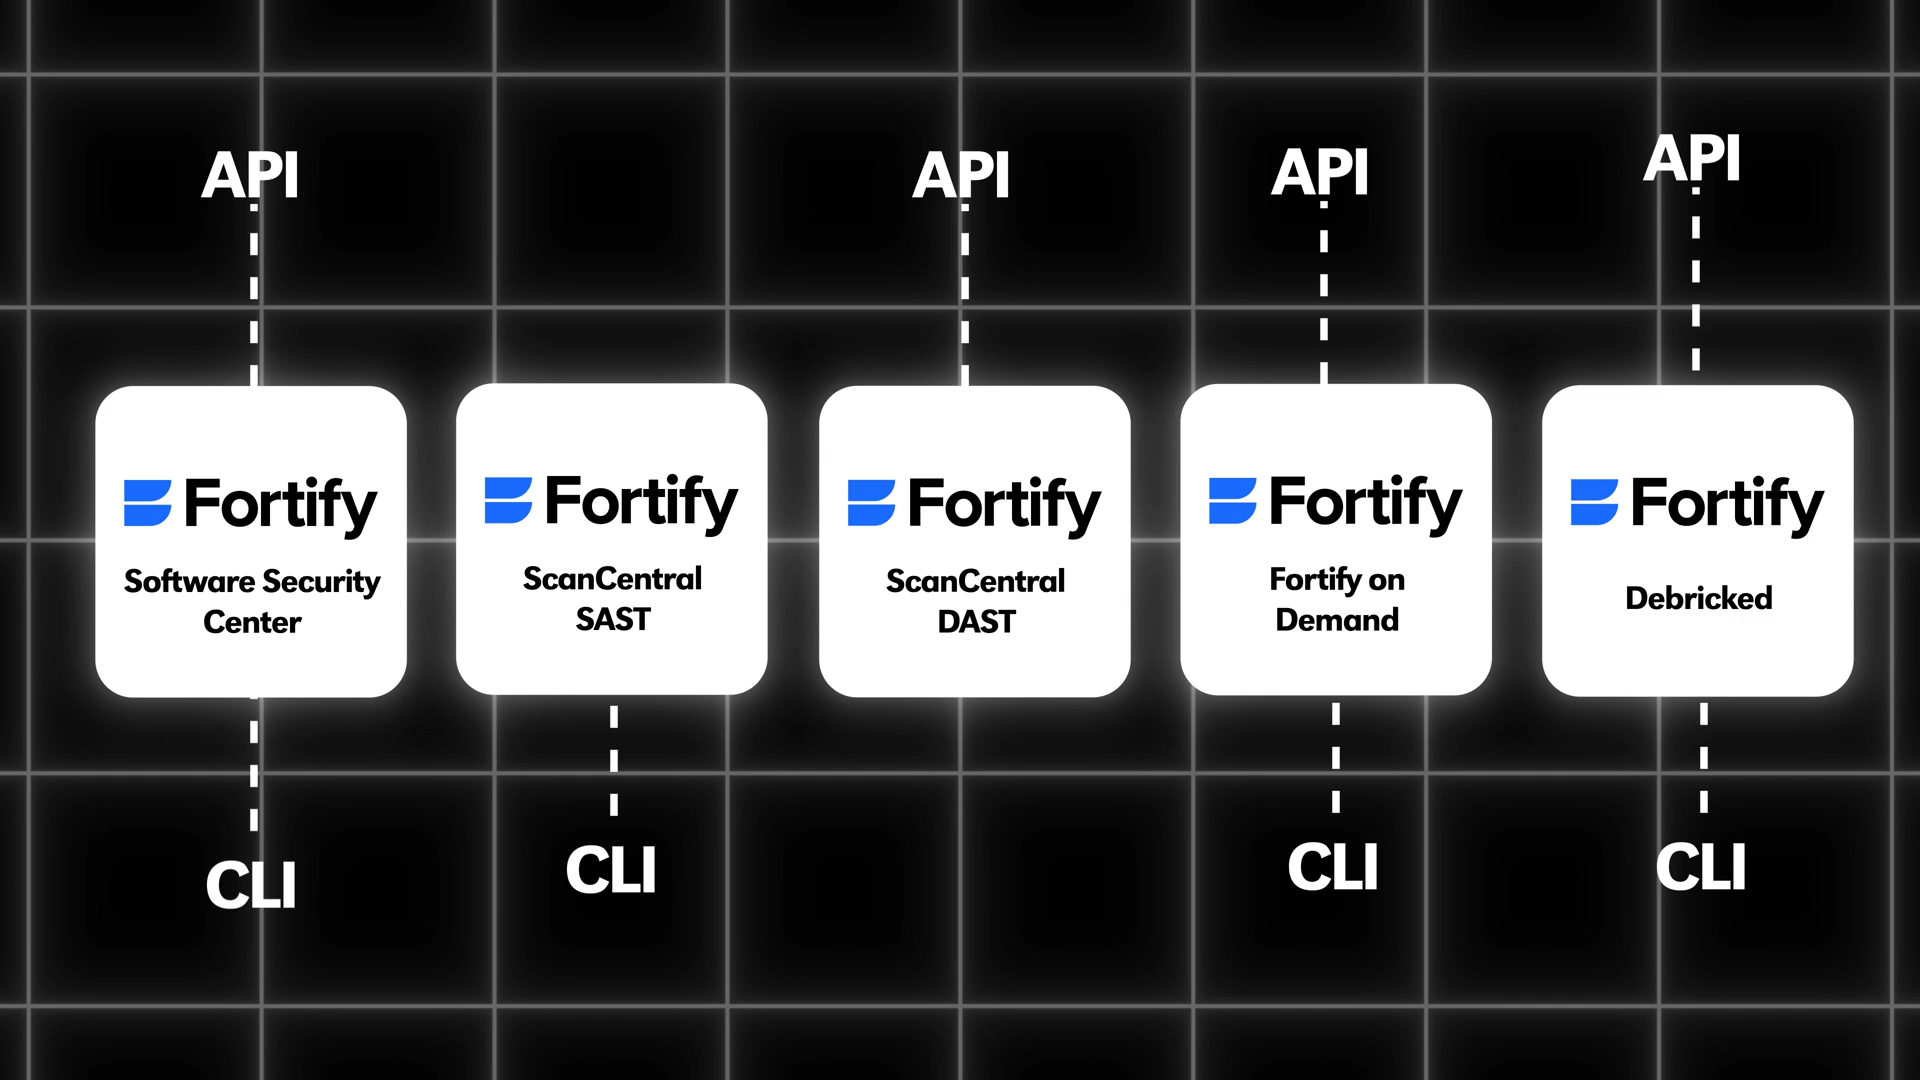 API
API
API
API
Fortify
Software Security
Center
Fortify
ScanCentral
SAST
Fortify
ScanCentral
DAST
Fortify
Fortify on
Demand
Fortify
Debricked
CLI
CLI
CLI
CLI